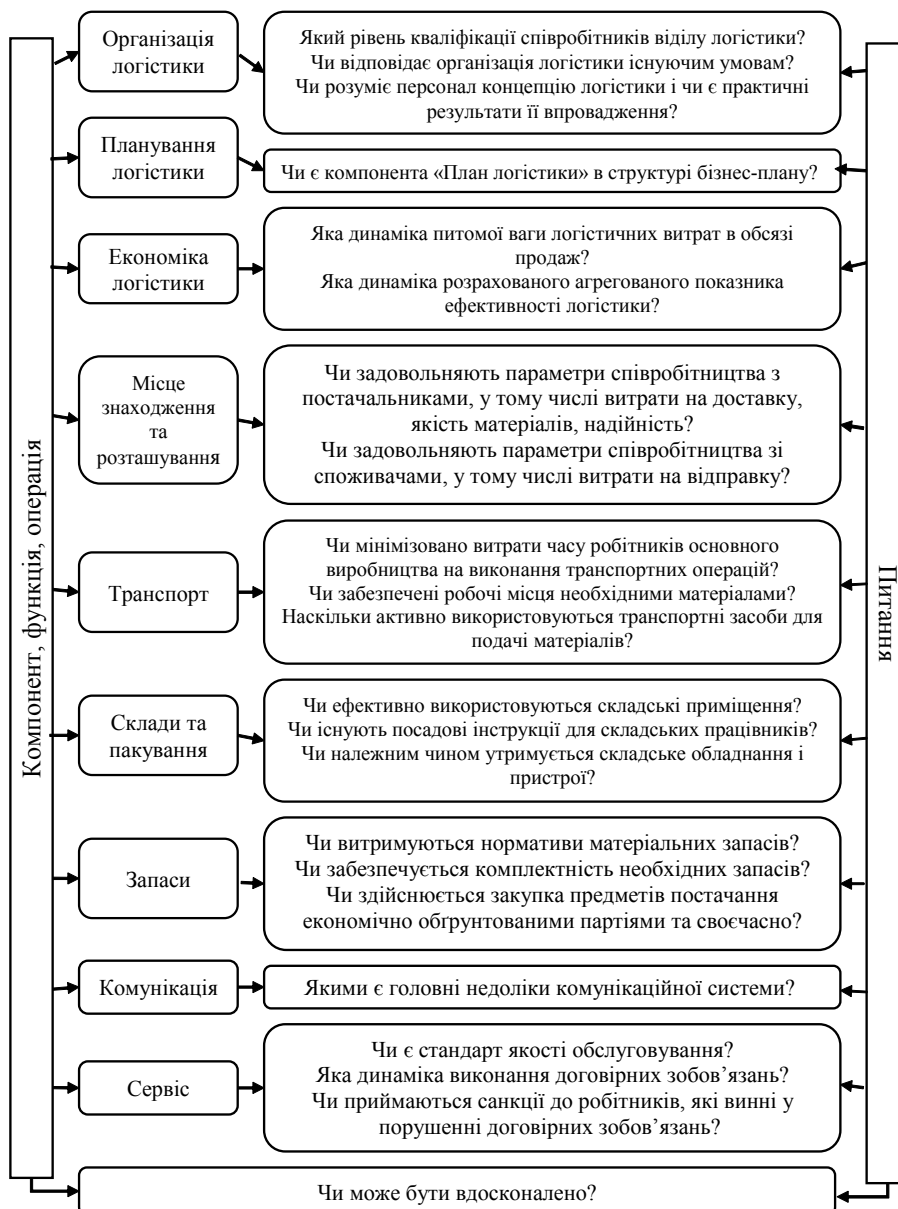 Компонент, функція, операція
Питання
Організація
логістики
Який рівень кваліфікації співробітників віділу логістики?
Чи відповідає організація логістики існуючим умовам?
Чи розуміє персонал концепцію логістики і чи є практичні
результати її впровадження?
Планування
логістики
Чи є компонента «План логістики» в структурі бізнес-плану?
Економіка
логістики
Яка динаміка питомої ваги логістичних витрат в обсязі
продаж?
Яка динаміка розрахованого агрегованого показника
ефективності логістики?
Місце
знаходження
та
розташування
Чи задовольняють параметри співробітництва з
постачальниками, у тому числі витрати на доставку,
якість матеріалів, надійність?
Чи задовольняють параметри співробітництва зі
споживачами, у тому числі витрати на відправку?
Транспорт
Чи мінімізовано витрати часу робітників основного
виробництва на виконання транспортних операцій?
Чи забезпечені робочі місця необхідними матеріалами?
Наскільки активно використовуються транспортні засоби для
подачі матеріалів?
Склади та
пакування
Чи ефективно використовуються складські приміщення?
Чи існують посадові інструкції для складських працівників?
Чи належним чином утримується складське обладнання і
пристрої?
Запаси
Чи витримуються нормативи матеріальних запасів?
Чи забезпечується комплектність необхідних запасів?
Чи здійснюється закупка предметів постачання
економічно обґрунтованими партіями та своєчасно?
Комунікація
Якими є головні недоліки комунікаційної системи?
Сервіс
Чи є стандарт якості обслуговування?
Яка динаміка виконання договірних зобов’язань?
Чи приймаються санкції до робітників, які винні у
порушенні договірних зобов’язань?
Чи може бути вдосконалено?